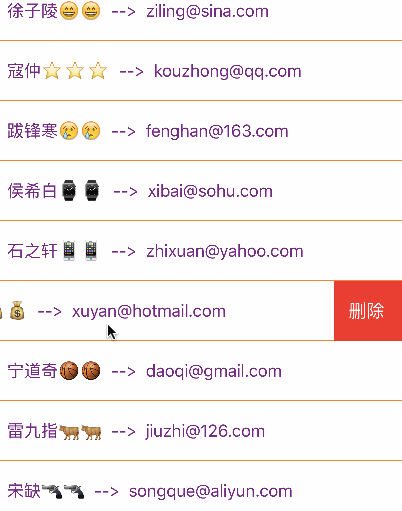 徐子陵😄😄 --> ziling@sina.com
寇仲⭐⭐⭐ --> kouzhong@qq.com
跋锋寒😢😢 --> fenghan@163.com
侯希白⌚⌚ --> xibai@sohu.com
石之轩📱📱 --> zhixuan@yahoo.com
💰 --> xuyan@hotmail.com 删除
宁道奇🏀🏀 --> daoqi@gmail.com
雷九指🐂🐂 --> jiuzhi@126.com
宋缺🔫🔫 --> songque@aliyun.com